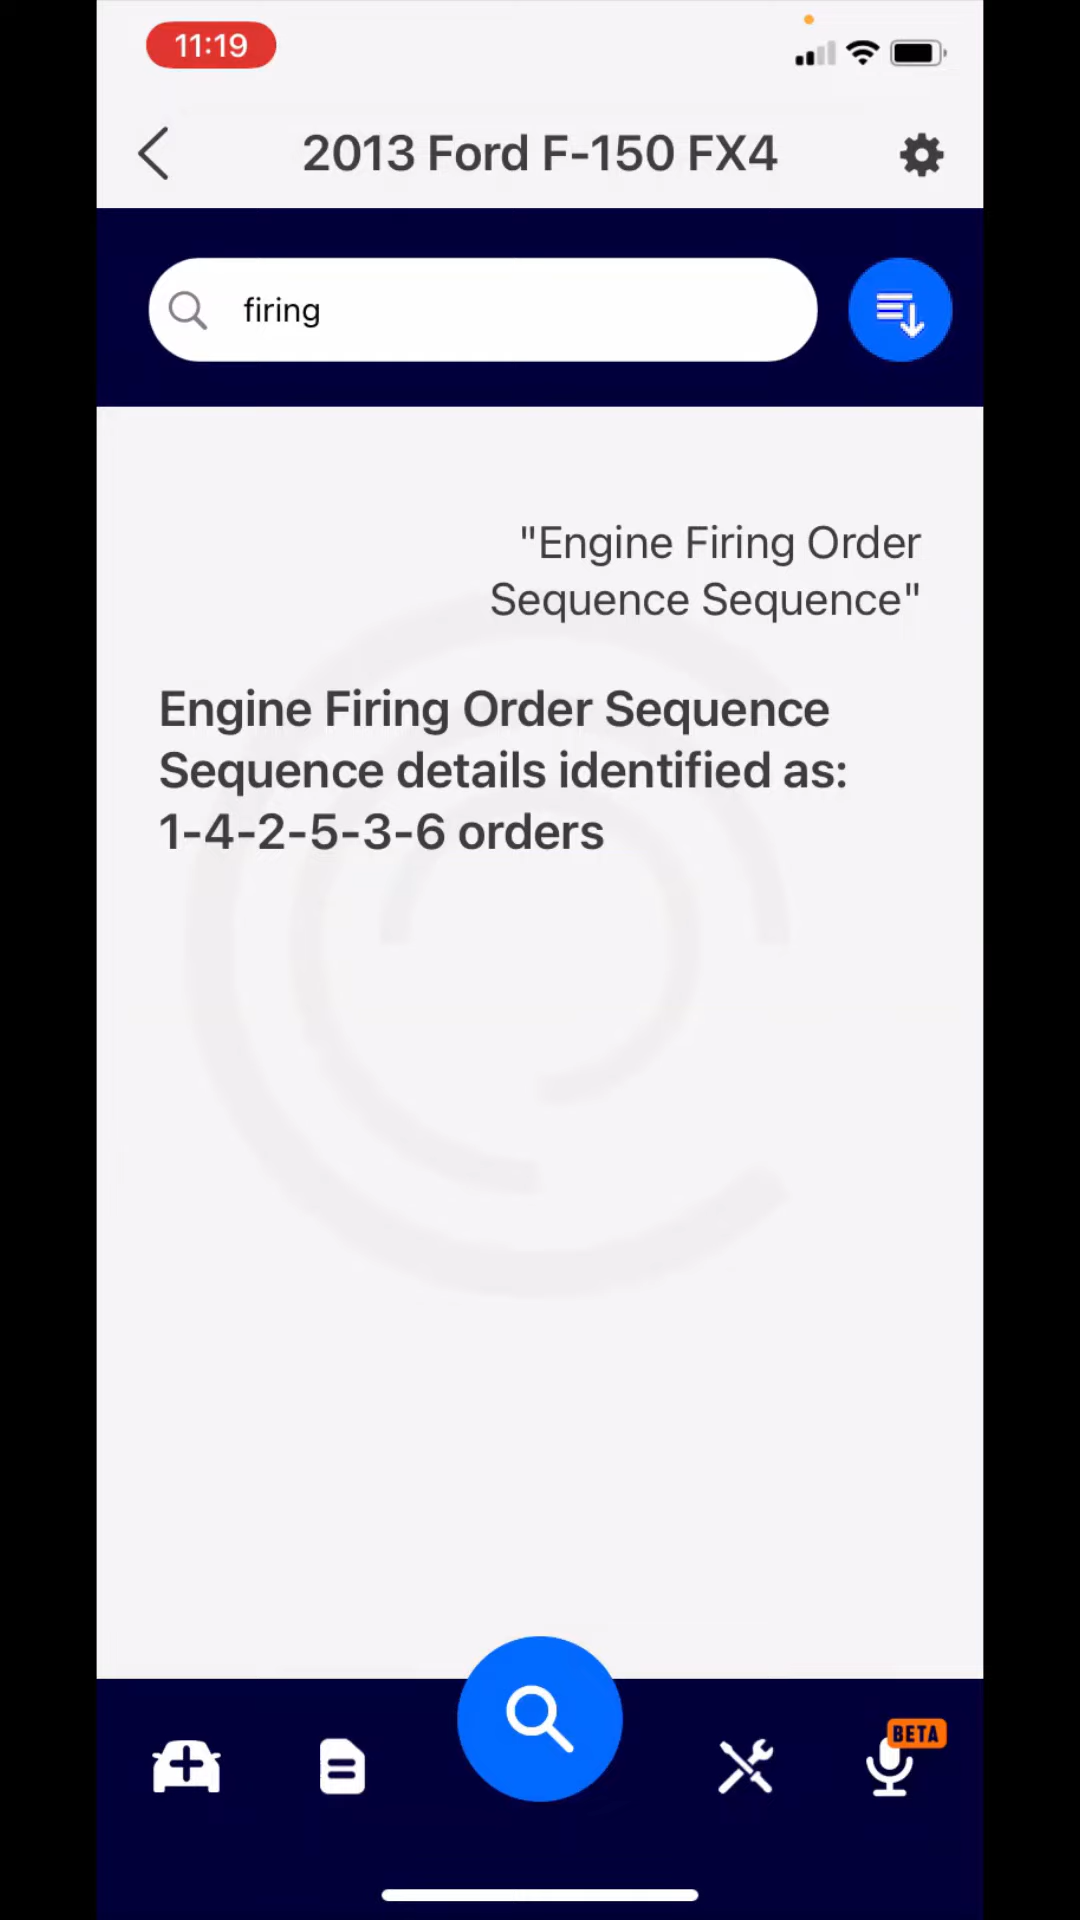 11:19
2013 Ford F-150 FX4
firing
"Engine Firing Order
Sequence Sequence"
Engine Firing Order Sequence
Sequence details identified as:
1-4-2-5-3-6 orders
BETA